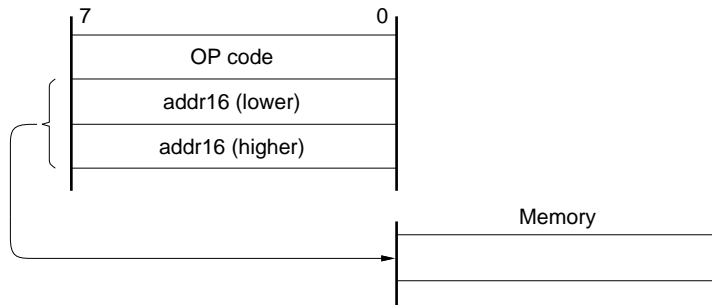 7 0
OP code
addr16 (lower)
addr16 (higher)
Memory